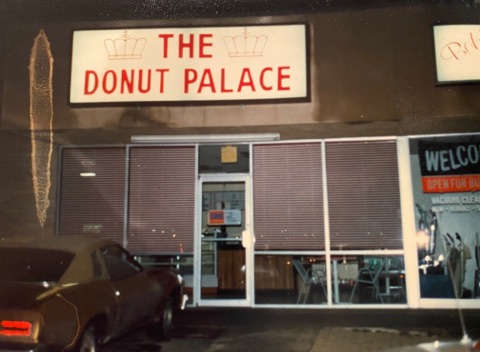 THE
DONUT PALACE
WELCO
OPEN FOR BU
VACUUM CLEA